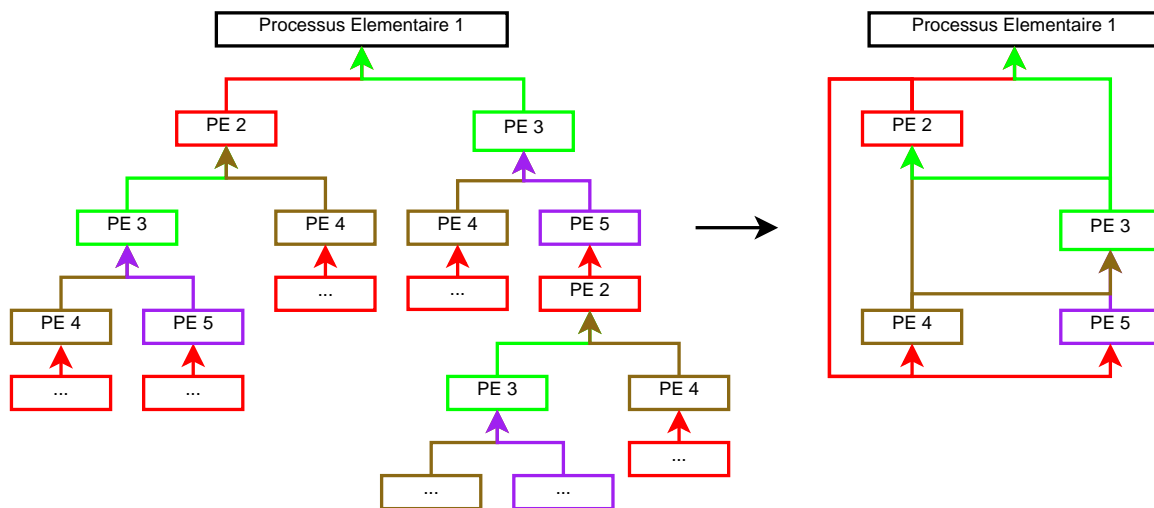 Processus Elementaire 1
Processus Elementaire 1
PE 2
PE 3
PE 2
PE 3
PE 4
PE 4
PE 5
PE 3
...
...
PE 2
PE 4
PE 5
PE 4
PE 5
...
...
PE 3
PE 4
...
...
...